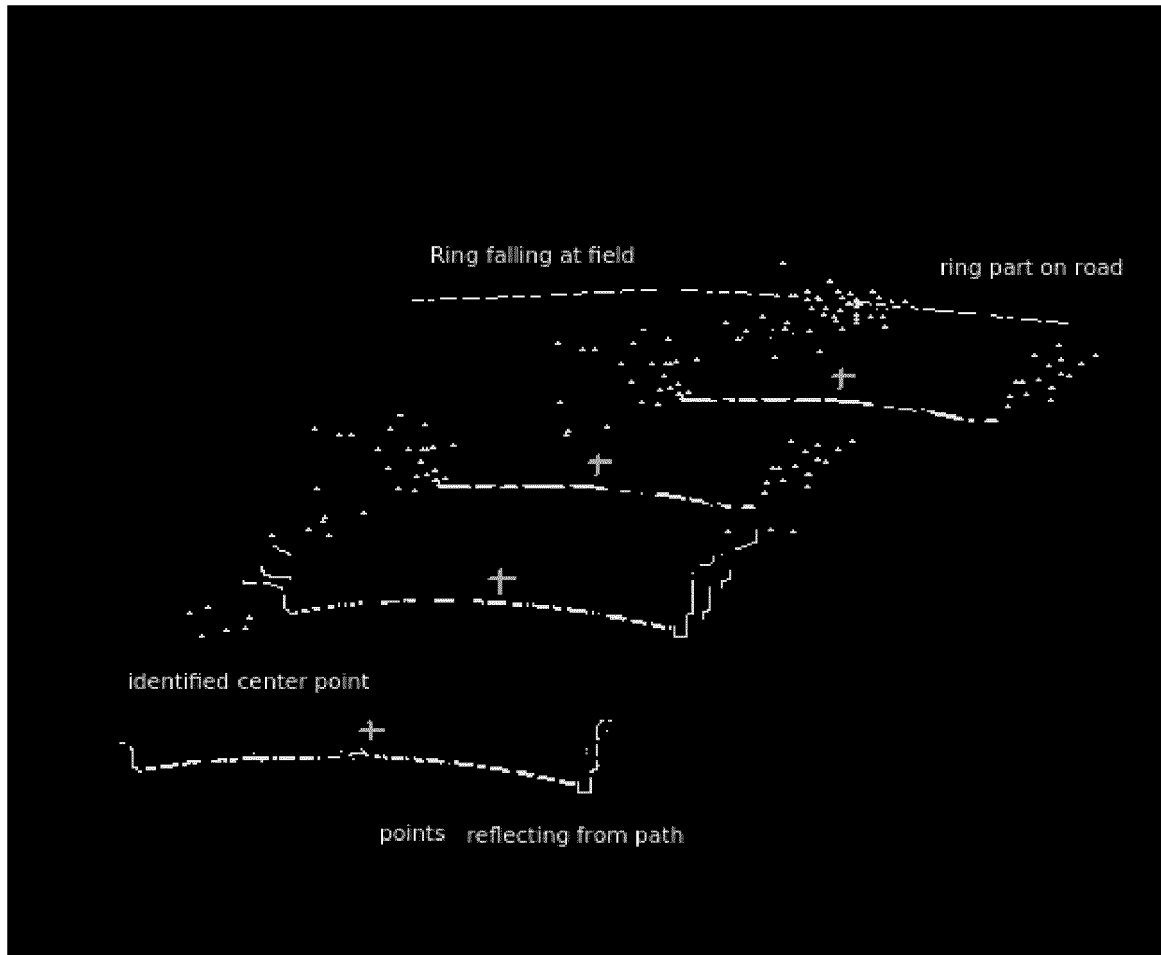 Ring falling at field
ring part on road
identified center point
points reflecting from path